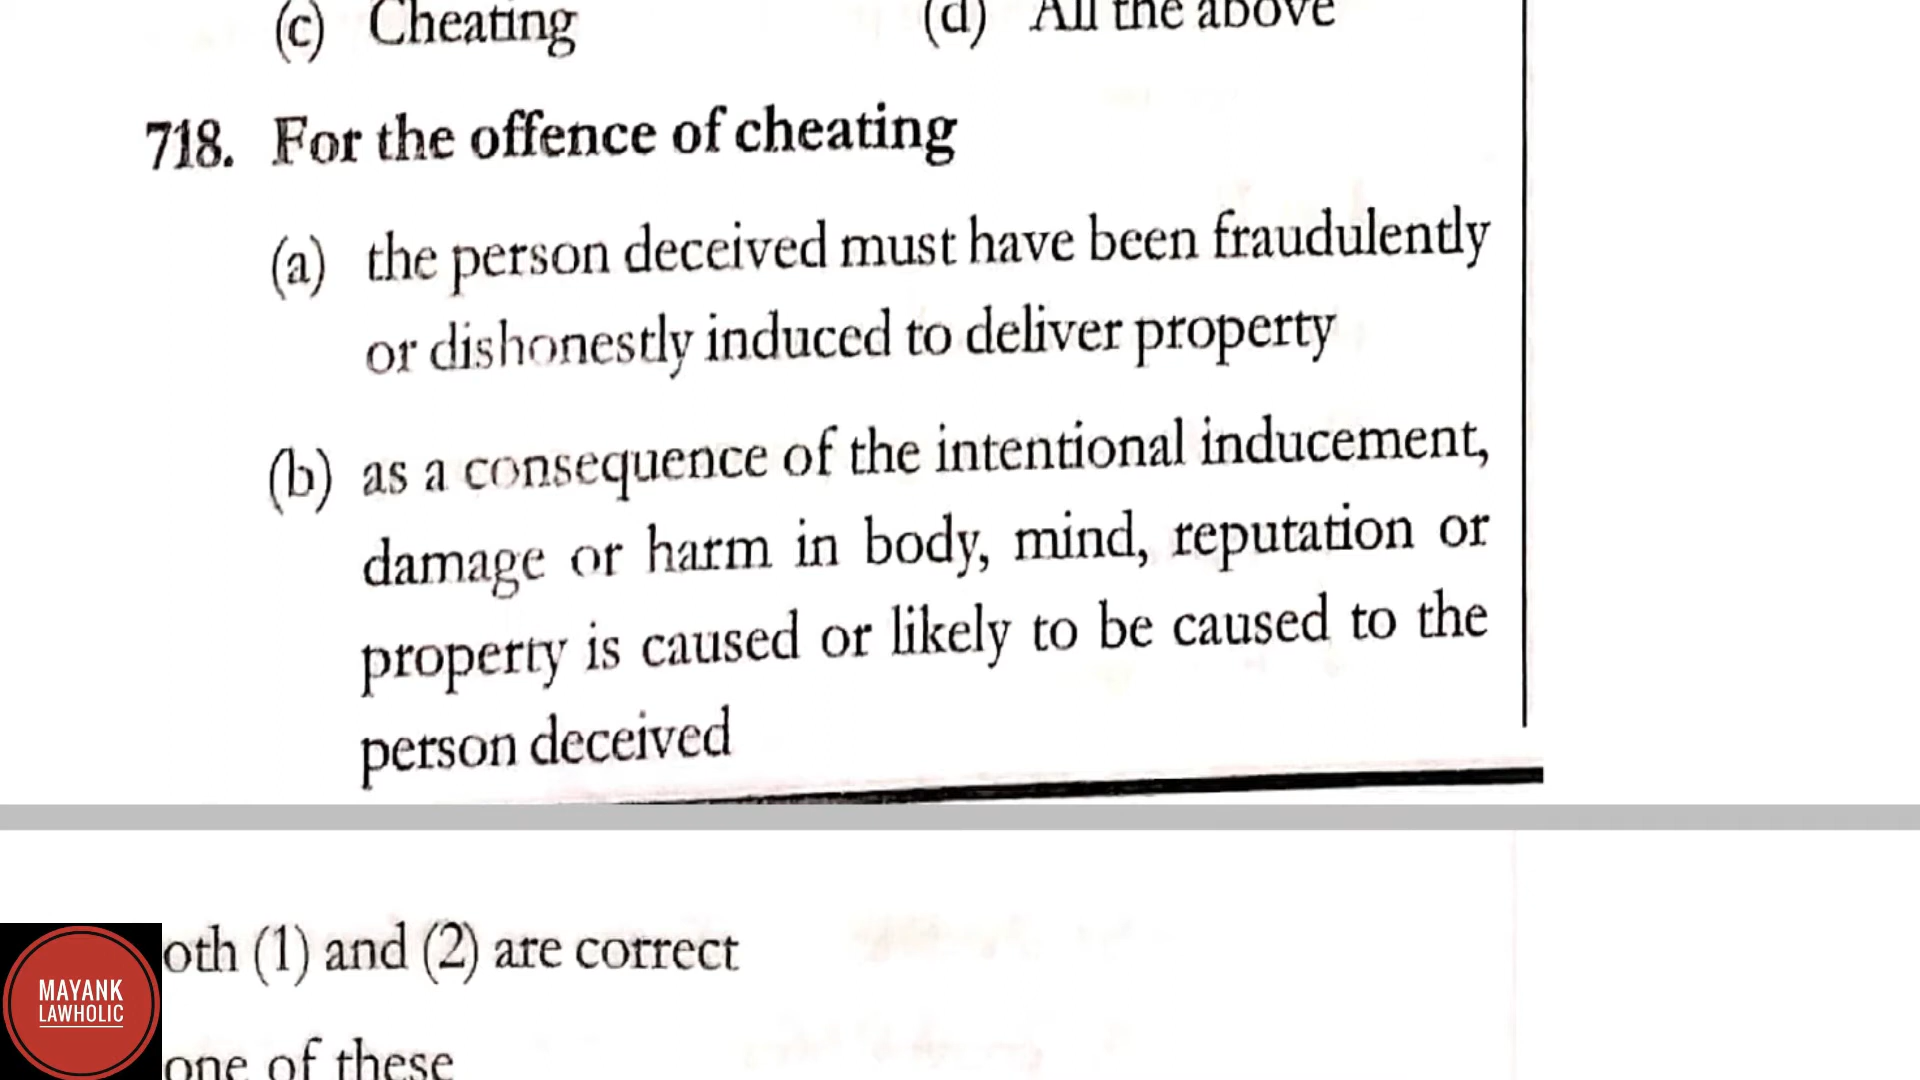 (c) Cheating (d) All the above
718. For the offence of cheating
(a) the person deceived must have been fraudulently
or dishonestly induced to deliver property
(b) as a consequence of the intentional inducement,
damage or harm in body, mind, reputation or
property is caused or likely to be caused to the
person deceived
oth (1) and (2) are correct
one of these
MAYANK
LAWHOLIC